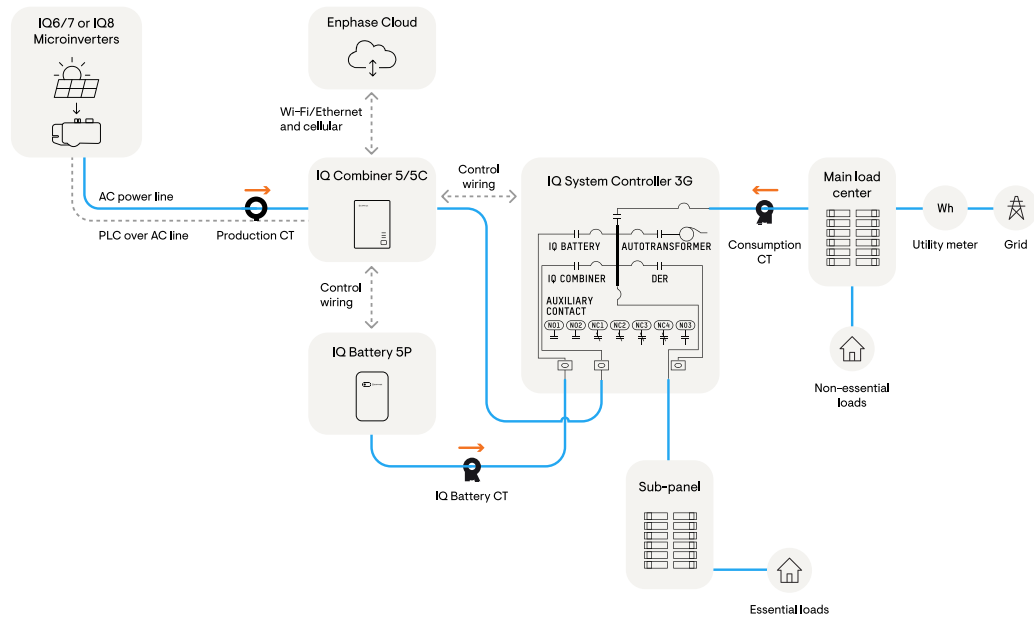 IQ6/7 or IQ8
Microinverters
Enphase Cloud
Wi-Fi/Ethernet
and cellular
AC power line
PLC over AC line
Production CT
IQ Combiner 5/5C
Control
wiring
IQ System Controller 3G
IQ BATTERY
AUTOTRANSFORMER
IQ COMBINER
DER
AUXILIARY
CONTACT
NO1
NO2
NC1
NC2
NC3
NC4
NO3
Consumption
CT
Main load
center
Wh
Utility meter
Grid
Non-essential
loads
Control
wiring
IQ Battery 5P
IQ Battery CT
Sub-panel
Essential loads